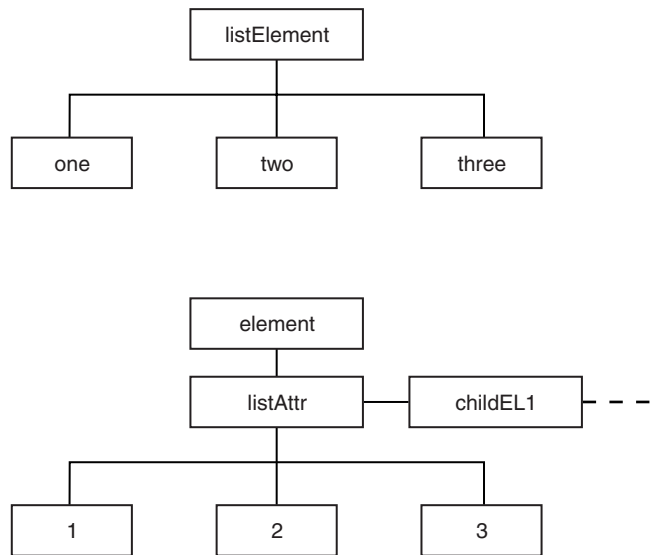 listElement
one
two
three
element
listAttr
childEL1
1
2
3